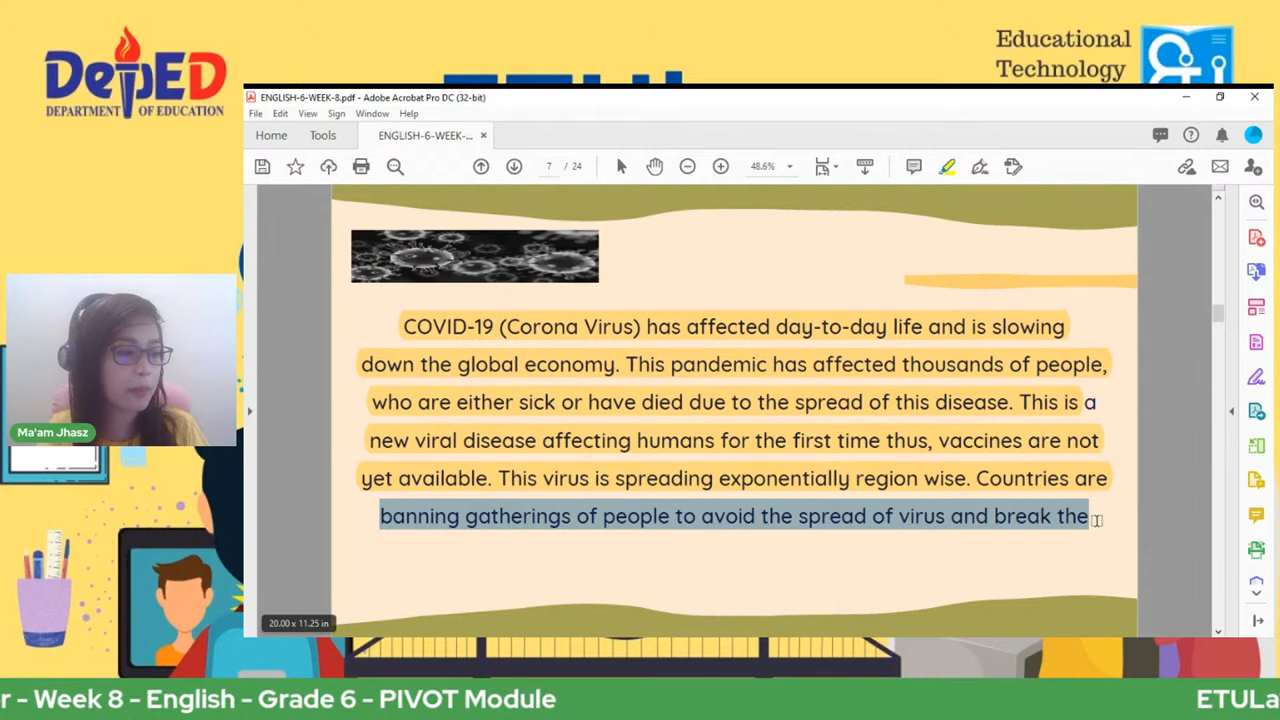 DepED
DEPARTMENT OF EDUCATION
Educational
Technology
ENGLISH-6-WEEK-8.pdf - Adobe Acrobat Pro DC (32-bit)
File Edit View Sign Window Help
Home Tools ENGLISH-6-WEEK-... ×
7 / 24 48.6%
COVID-19 (Corona Virus) has affected day-to-day life and is slowing
down the global economy. This pandemic has affected thousands of people,
who are either sick or have died due to the spread of this disease. This is a
new viral disease affecting humans for the first time thus, vaccines are not
yet available. This virus is spreading exponentially region wise. Countries are
banning gatherings of people to avoid the spread of virus and break the
Ma'am Jhasz
20.00 x 11.25 in
r - Week 8 - English - Grade 6 - PIVOT Module
ETULa